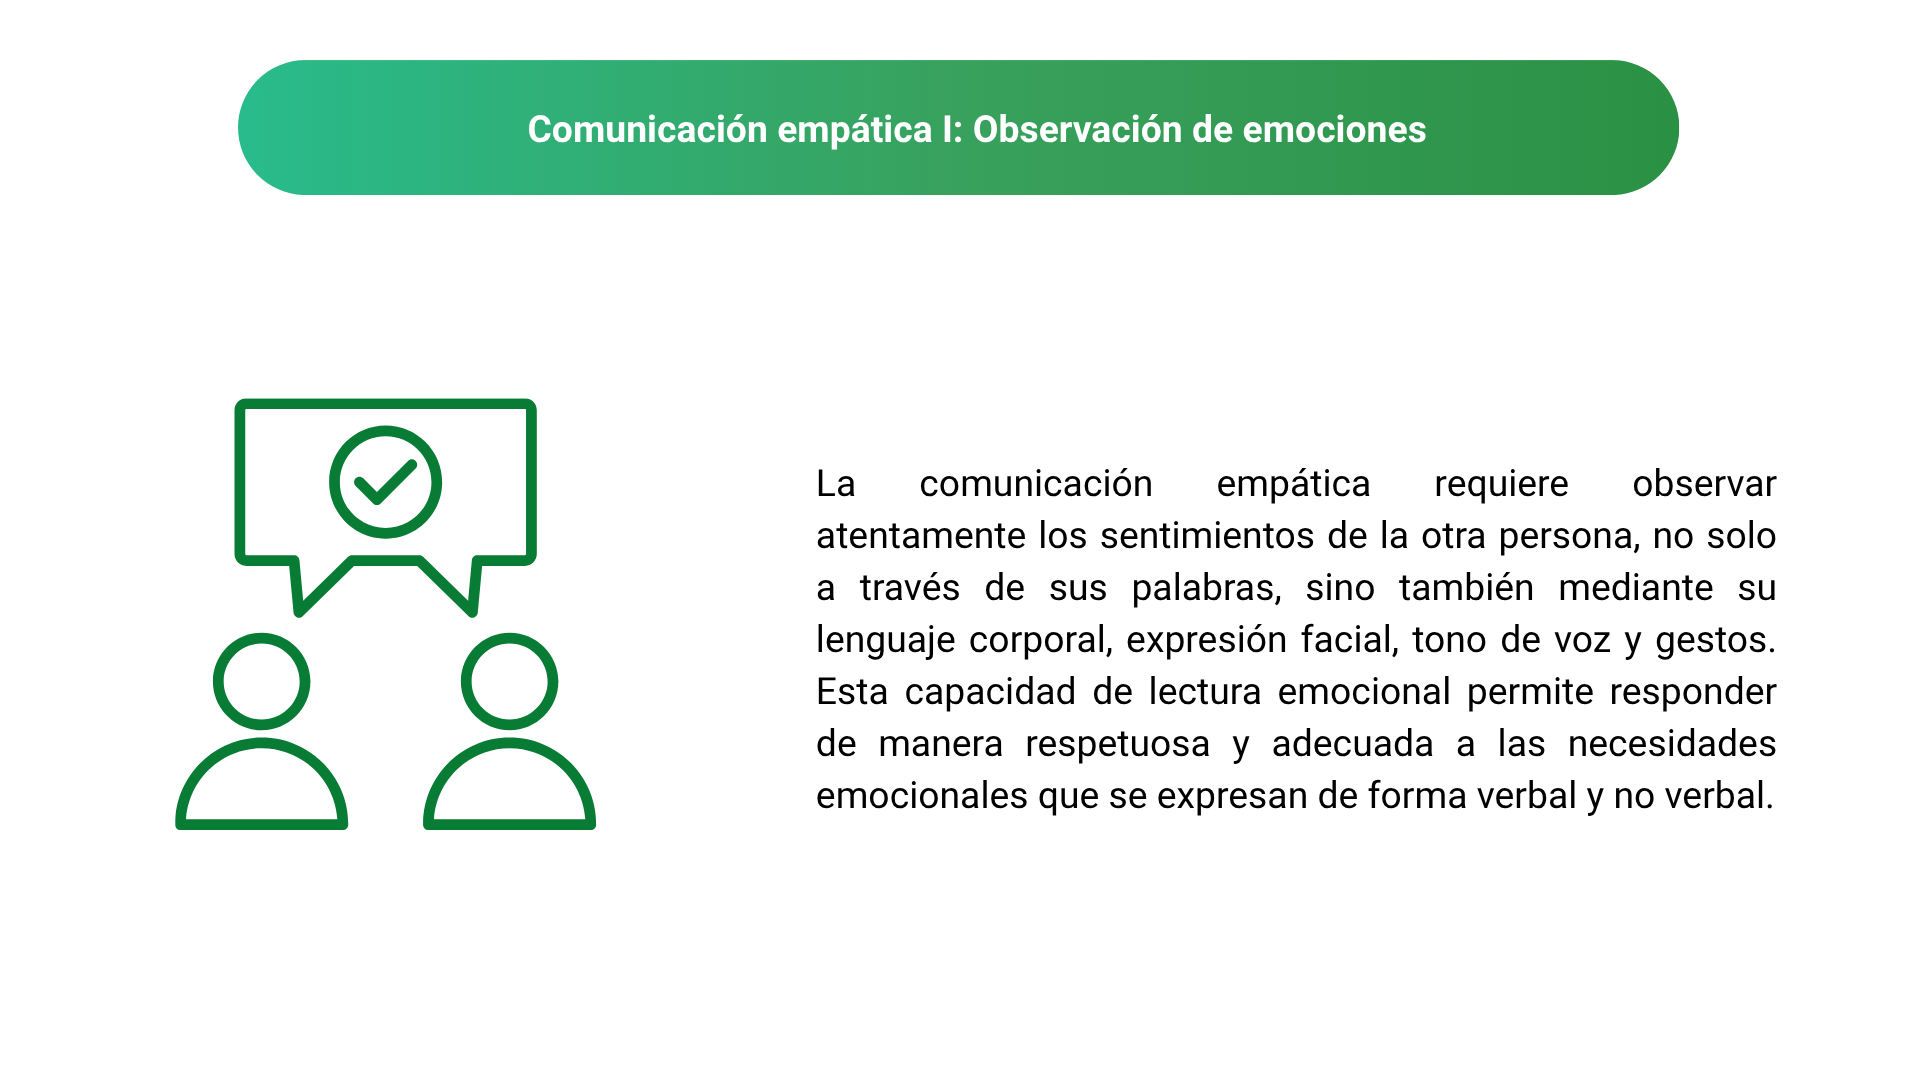 Comunicación empática I: Observación de emociones
La comunicación empática requiere observar
atentamente los sentimientos de la otra persona, no solo
a través de sus palabras, sino también mediante su
lenguaje corporal, expresión facial, tono de voz y gestos.
Esta capacidad de lectura emocional permite responder
de manera respetuosa y adecuada a las necesidades
emocionales que se expresan de forma verbal y no verbal.